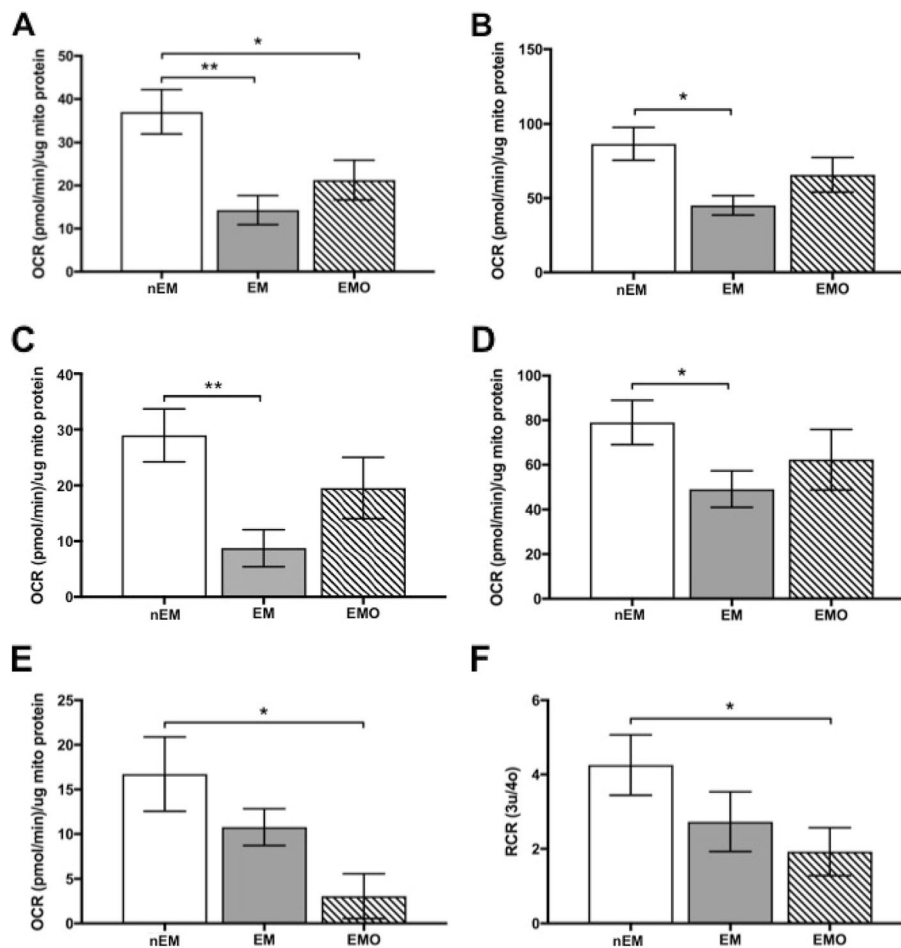 A
OCR (pmol/min)/ug mito protein
50
40
30
20
10
0
*
**
nEM EM EMO
B
OCR (pmol/min)/ug mito protein
150
100
50
0
*
nEM EM EMO
C
OCR (pmol/min)/ug mito protein
40
30
20
10
0
**
nEM EM EMO
D
OCR (pmol/min)/ug mito protein
100
80
60
40
20
0
*
nEM EM EMO
E
OCR (pmol/min)/ug mito protein
25
20
15
10
5
0
*
nEM EM EMO
F
RCR (3u/4o)
6
4
2
0
*
nEM EM EMO